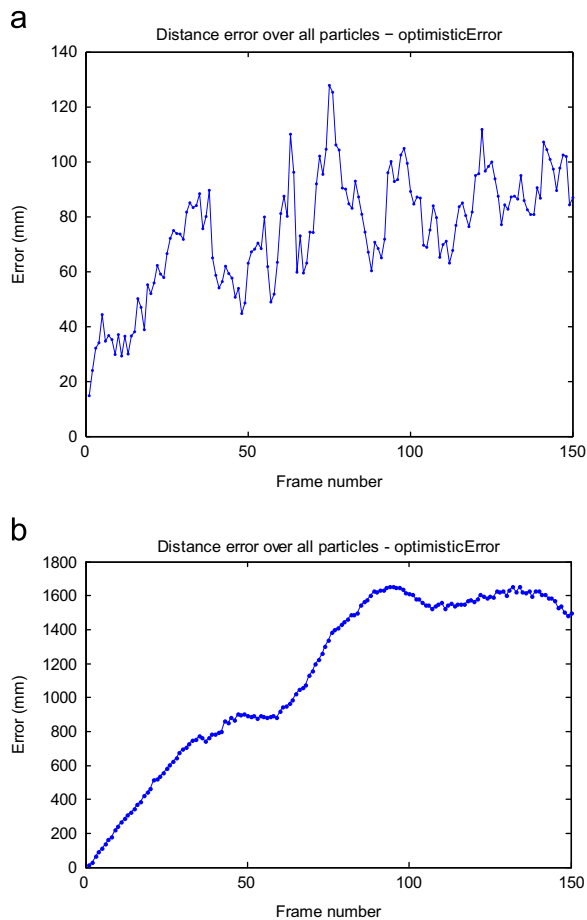 a
Distance error over all particles − optimisticError
140
120
100
80
60
40
20
0
Error (mm)
0 50 100 150
Frame number
b
Distance error over all particles - optimisticError
1800
1600
1400
1200
1000
800
600
400
200
0
Error (mm)
0 50 100 150
Frame number